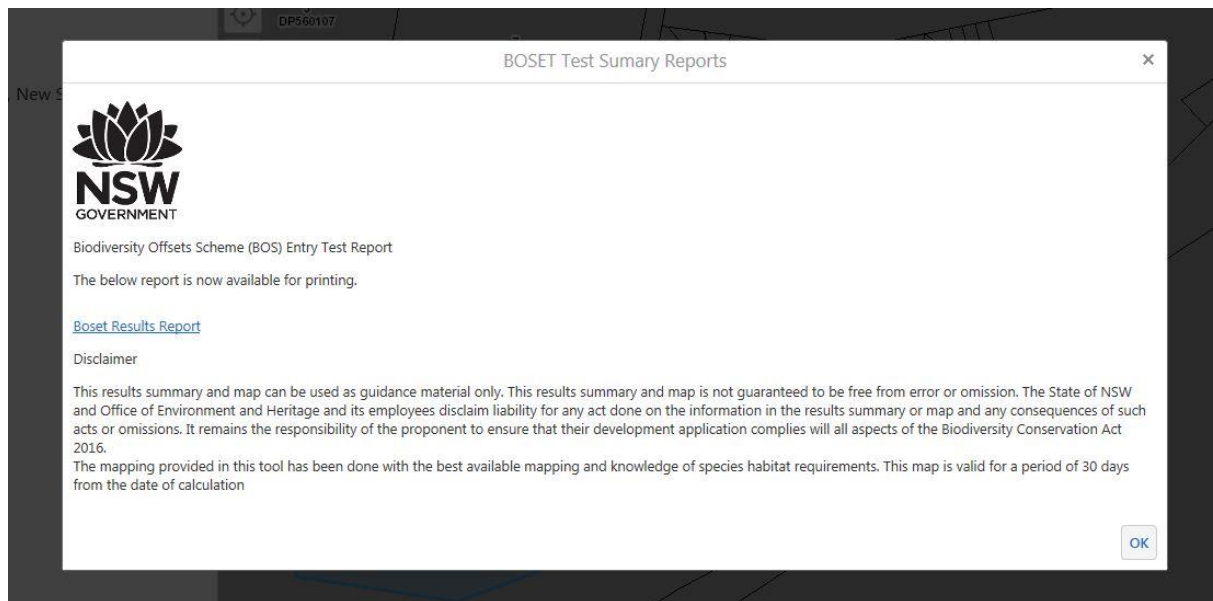 DP560107
BOSET Test Sumary Reports
×
, New S
NSW
GOVERNMENT
Biodiversity Offsets Scheme (BOS) Entry Test Report
The below report is now available for printing.
Boset Results Report
Disclaimer
This results summary and map can be used as guidance material only. This results summary and map is not guaranteed to be free from error or omission. The State of NSW
and Office of Environment and Heritage and its employees disclaim liability for any act done on the information in the results summary or map and any consequences of such
acts or omissions. It remains the responsibility of the proponent to ensure that their development application complies will all aspects of the Biodiversity Conservation Act
2016.
The mapping provided in this tool has been done with the best available mapping and knowledge of species habitat requirements. This map is valid for a period of 30 days
from the date of calculation
OK